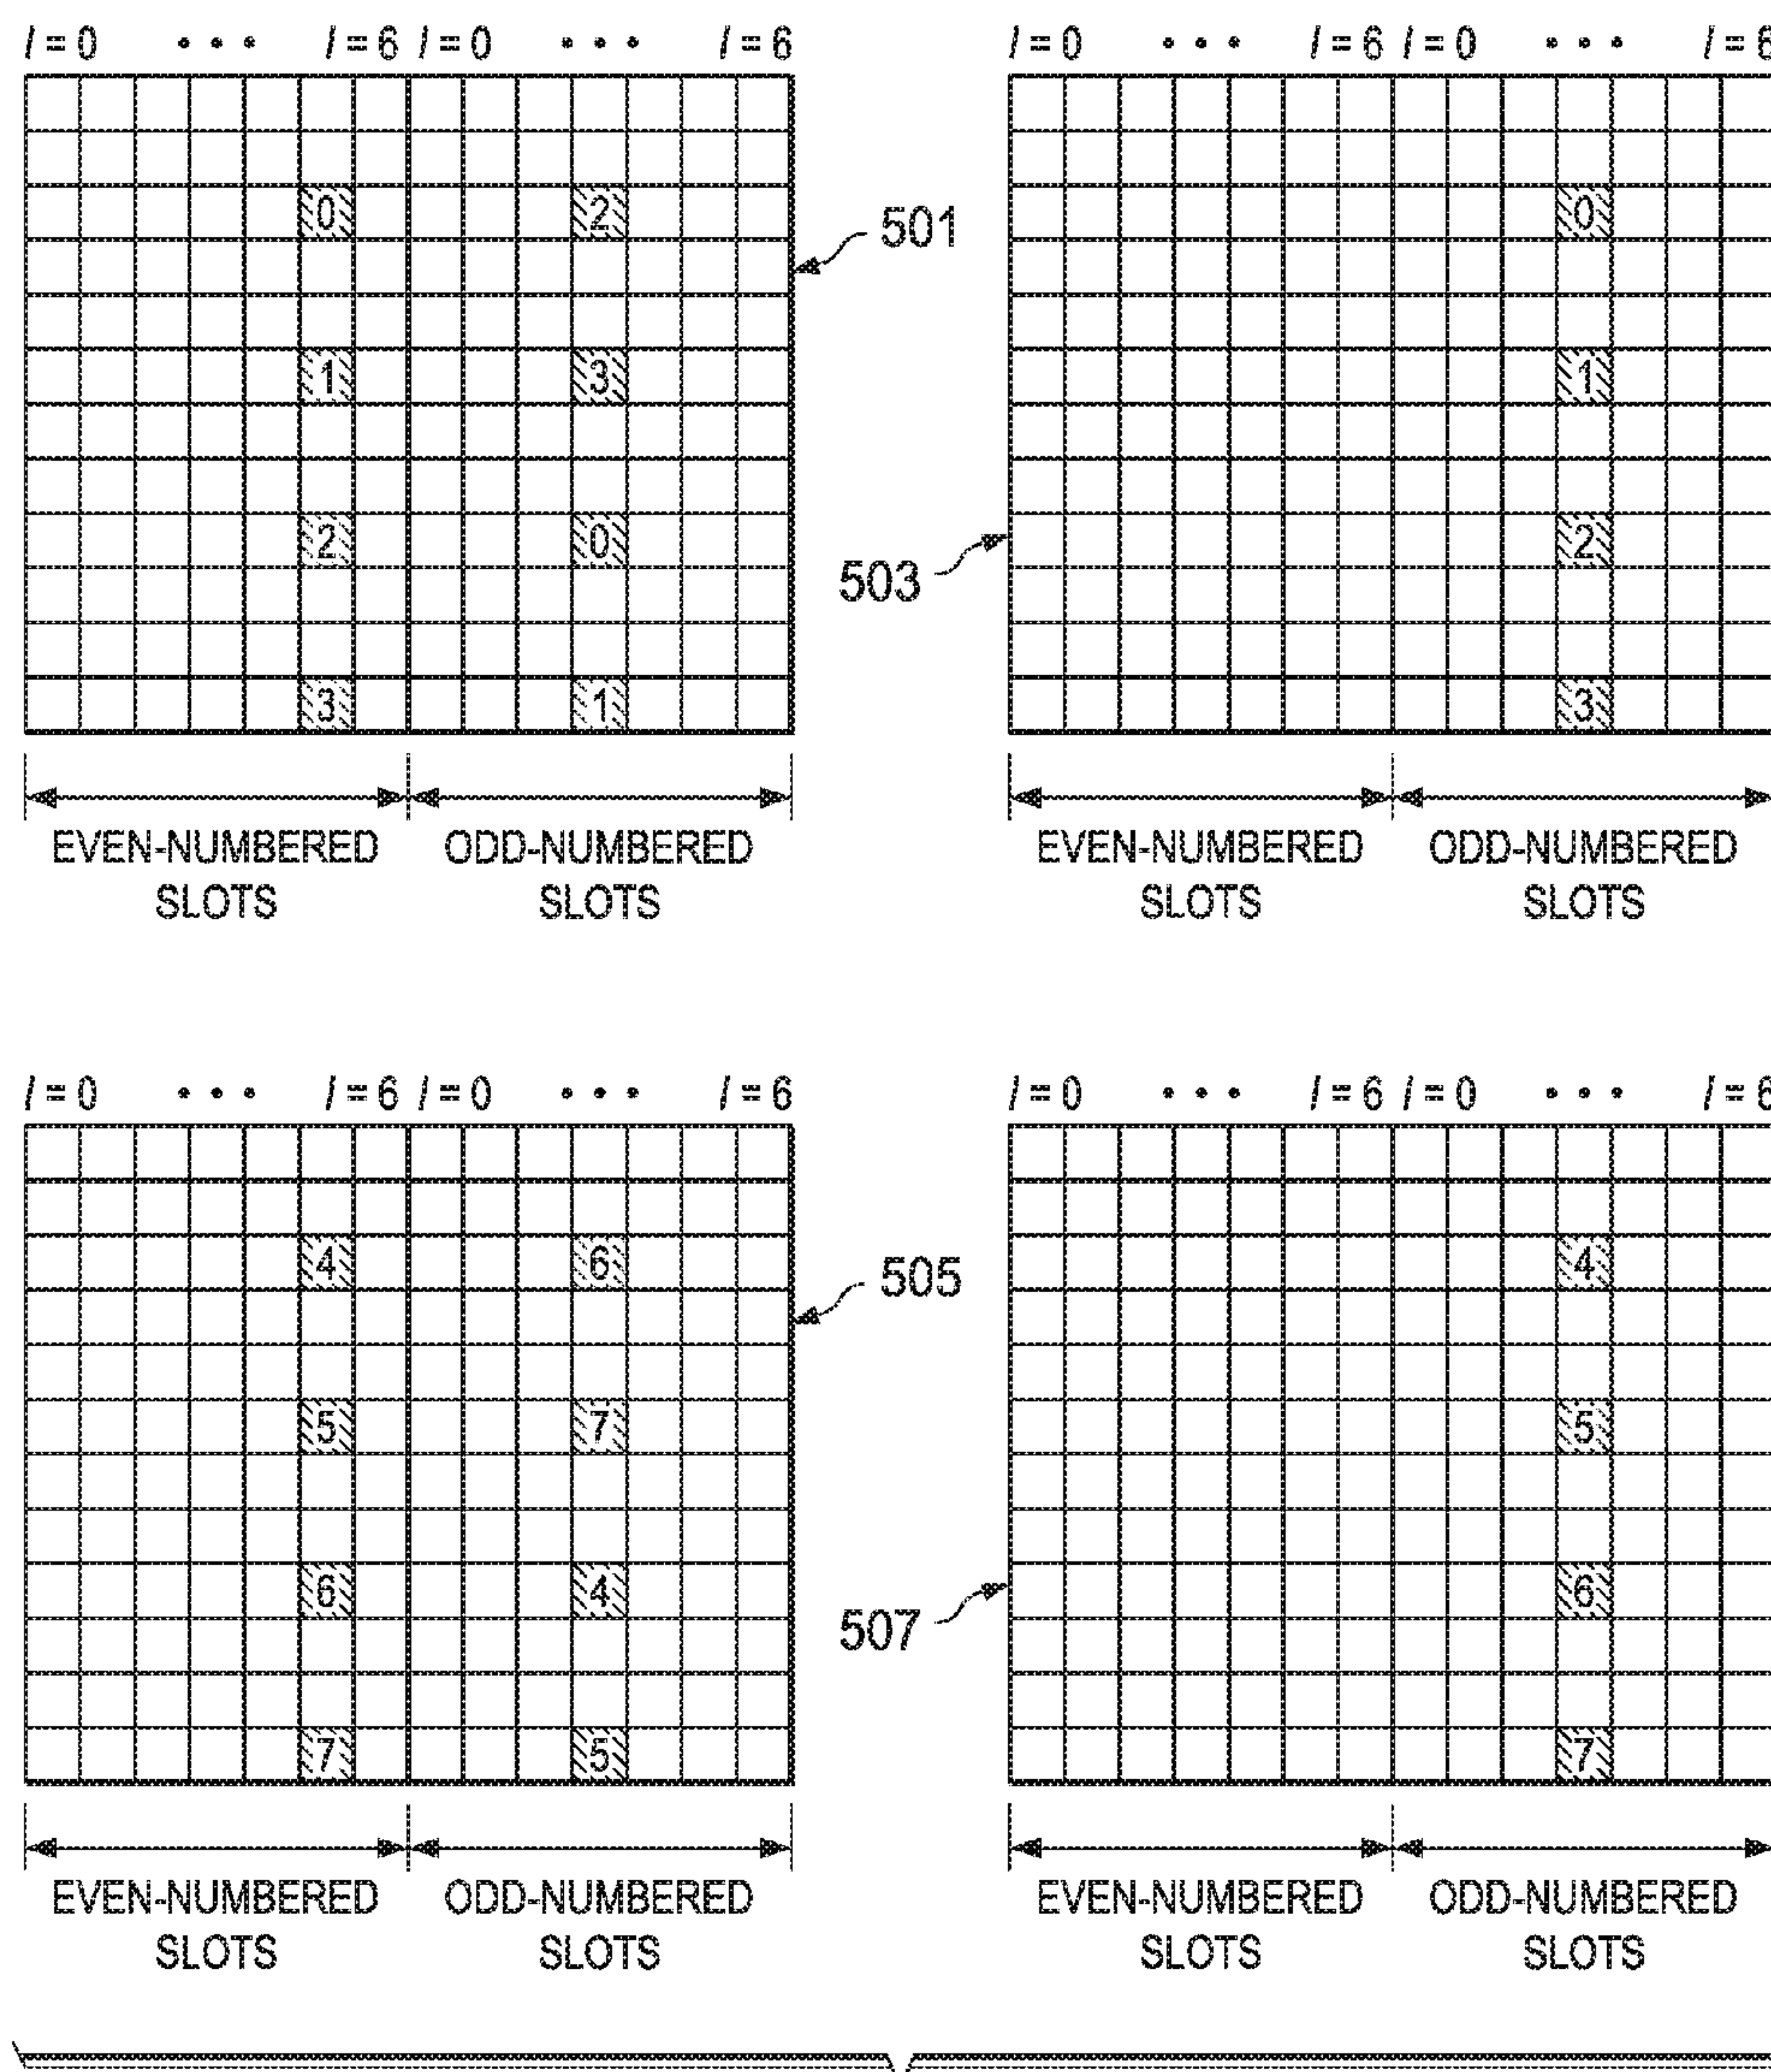 l = 0 • • • l = 6 l = 0 • • • l = 6
0 2
1 3
2 0
3 1
501
EVEN-NUMBERED SLOTS
ODD-NUMBERED SLOTS
l = 0 • • • l = 6 l = 0 • • • l = 6
0
1
2
3
503
EVEN-NUMBERED SLOTS
ODD-NUMBERED SLOTS
l = 0 • • • l = 6 l = 0 • • • l = 6
4 6
5 7
6 4
7 5
505
EVEN-NUMBERED SLOTS
ODD-NUMBERED SLOTS
l = 0 • • • l = 6 l = 0 • • • l = 6
4
5
6
7
507
EVEN-NUMBERED SLOTS
ODD-NUMBERED SLOTS